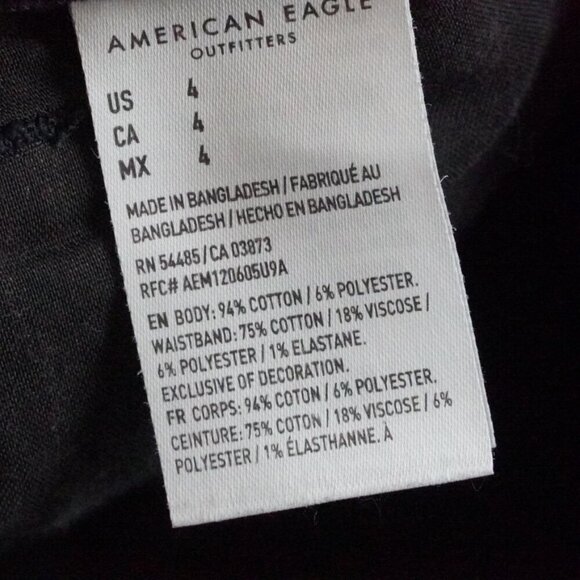 AMERICAN EAGLE
OUTFITTERS
US 4
CA 4
MX 4
MADE IN BANGLADESH / FABRIQUÉ AU
BANGLADESH / HECHO EN BANGLADESH
RN 54485 / CA 03873
RFC# AEM120605U9A
EN BODY: 94% COTTON / 6% POLYESTER.
WAISTBAND: 75% COTTON / 18% VISCOSE /
6% POLYESTER / 1% ELASTANE.
EXCLUSIVE OF DECORATION.
FR CORPS: 94% COTON / 6% POLYESTER.
CEINTURE: 75% COTON / 18% VISCOSE / 6%
POLYESTER / 1% ÉLASTHANNE. À